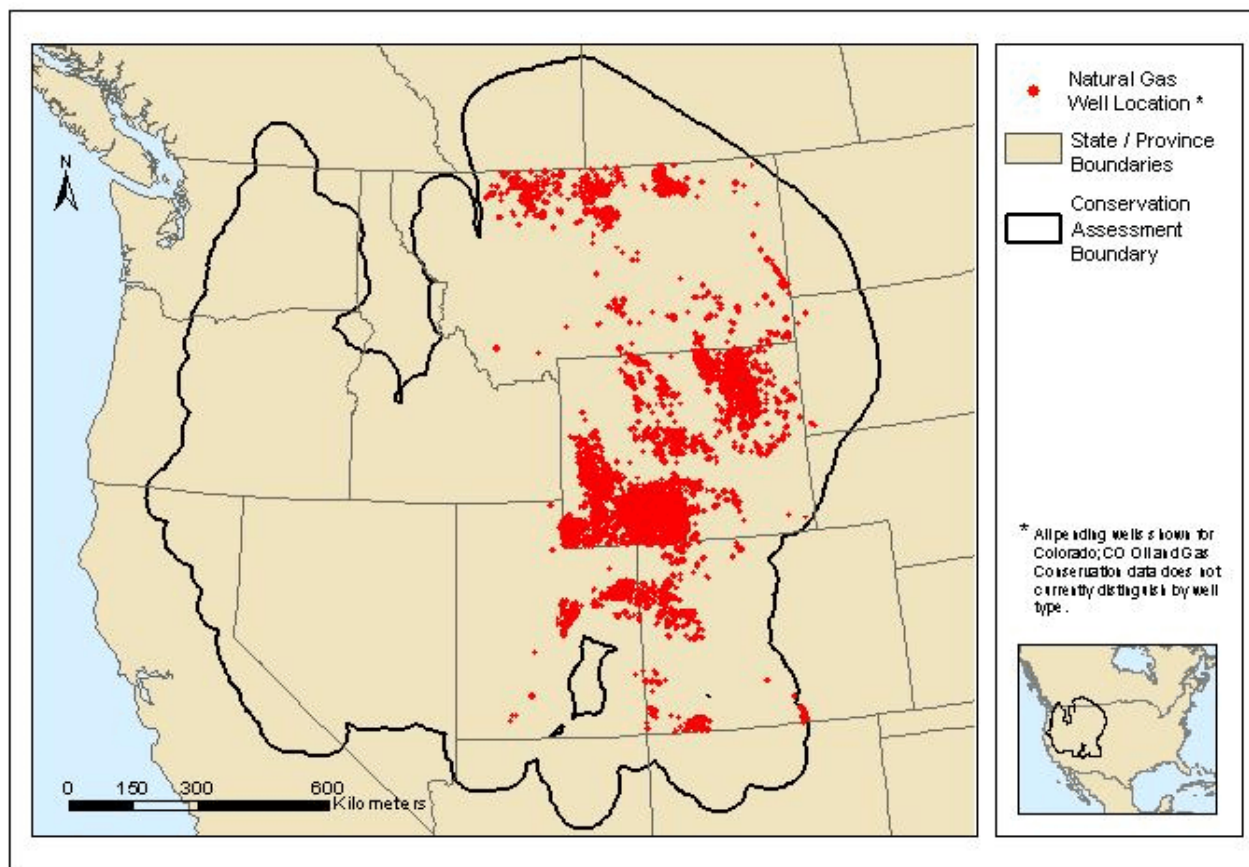 N
0 150 300 600
Kilometers
Natural Gas
Well Location *
State / Province
Boundaries
Conservation
Assessment
Boundary
* All pending wells shown for
Colorado; CO Oil and Gas
Conservation data does not
currently distinguish by well
type.